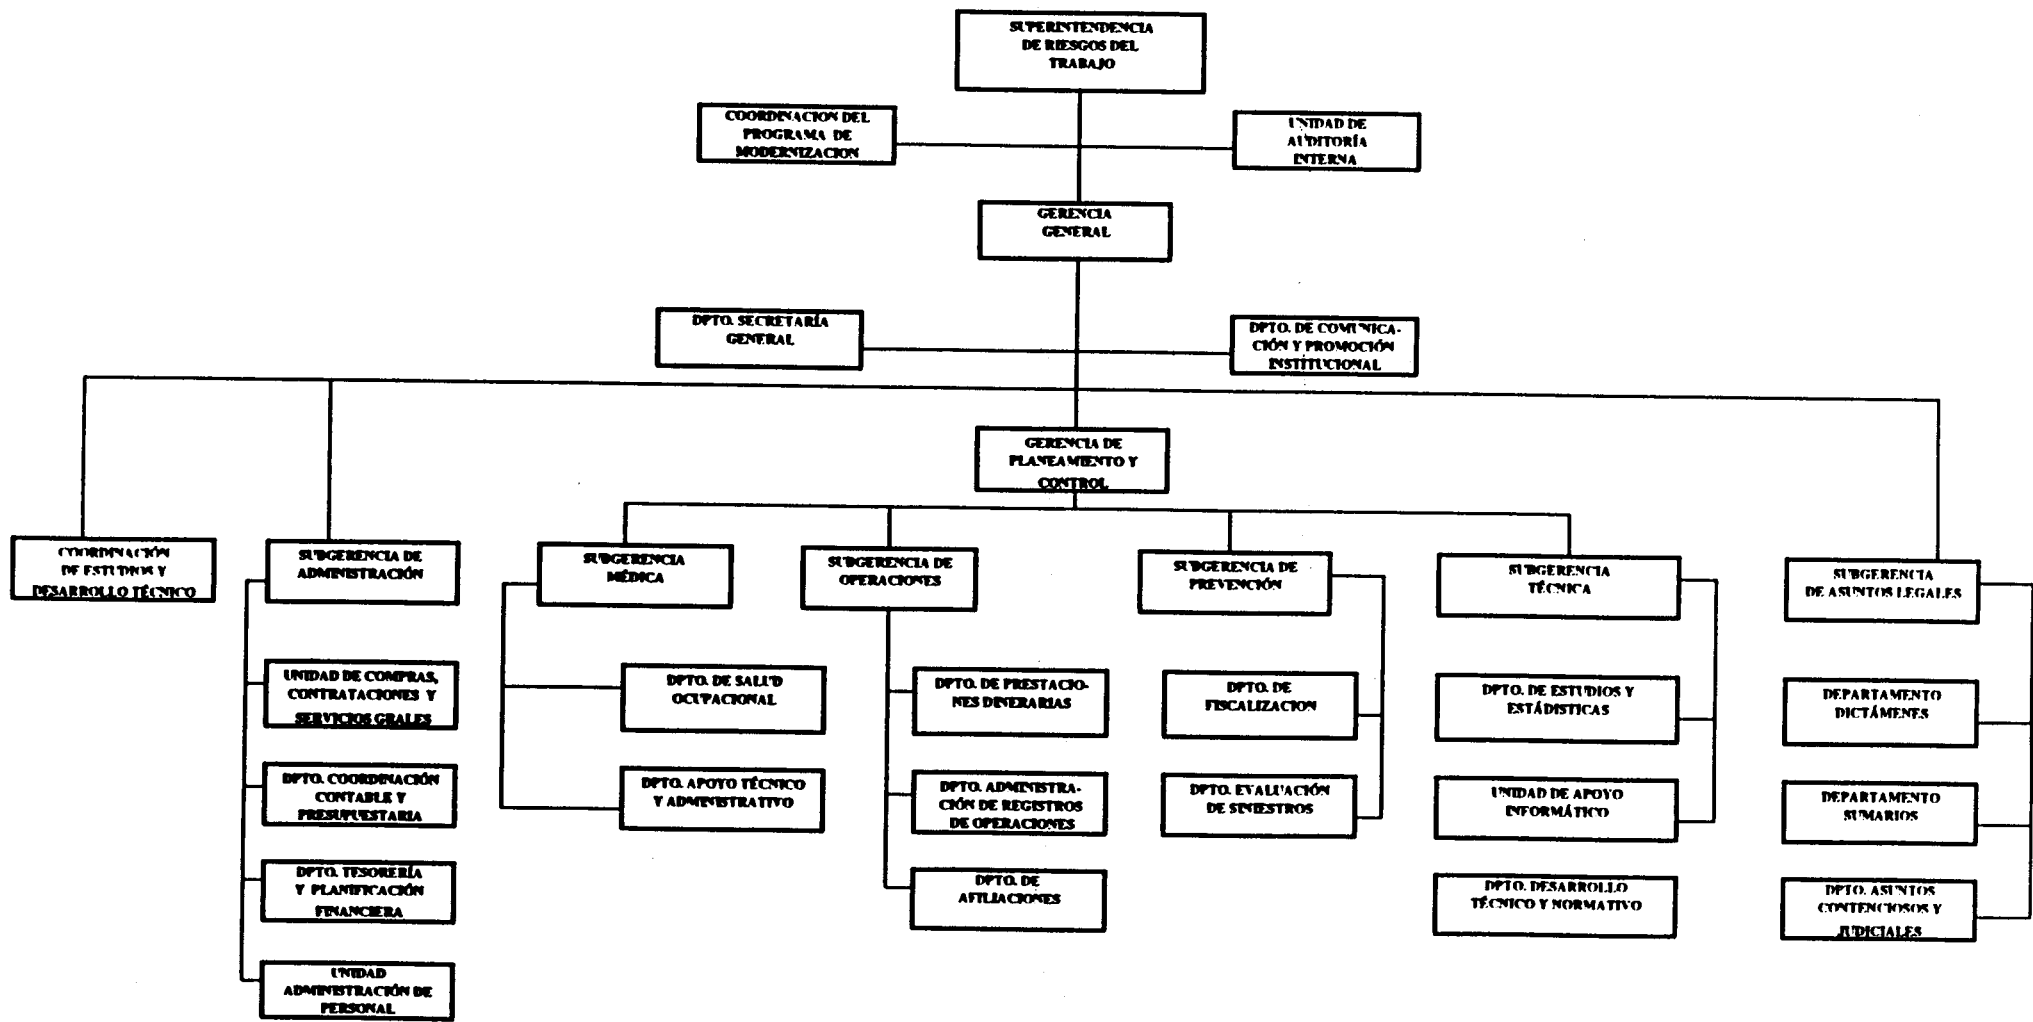 SUPERINTENDENCIA
DE RIESGOS DEL
TRABAJO
COORDINACION DEL
PROGRAMA DE
MODERNIZACION
UNIDAD DE
AUDITORÍA
INTERNA
GERENCIA
GENERAL
DPTO. SECRETARÍA
GENERAL
DPTO. DE COMUNICA-
CIÓN Y PROMOCIÓN
INSTITUCIONAL
GERENCIA DE
PLANEAMIENTO Y
CONTROL
COORDINACIÓN
DE ESTUDIOS Y
DESARROLLO TÉCNICO
SUBGERENCIA DE
ADMINISTRACIÓN
SUBGERENCIA
MÉDICA
SUBGERENCIA DE
OPERACIONES
SUBGERENCIA DE
PREVENCIÓN
SUBGERENCIA
TÉCNICA
SUBGERENCIA
DE ASUNTOS LEGALES
UNIDAD DE COMPRAS,
CONTRATACIONES Y
SERVICIOS GRALES
DPTO. DE SALUD
OCUPACIONAL
DPTO. DE PRESTACIO-
NES DINERARIAS
DPTO. DE
FISCALIZACION
DPTO. DE ESTUDIOS Y
ESTÁDISTICAS
DEPARTAMENTO
DICTÁMENES
DPTO. COORDINACIÓN
CONTABLE Y
PRESUPUESTARIA
DPTO. APOYO TÉCNICO
Y ADMINISTRATIVO
DPTO. ADMINISTRA-
CIÓN DE REGISTROS
DE OPERACIONES
DPTO. EVALUACIÓN
DE SINIESTROS
UNIDAD DE APOYO
INFORMÁTICO
DEPARTAMENTO
SUMARIOS
DPTO. TESORERÍA
Y PLANIFICACIÓN
FINANCIERA
DPTO. DE
AFILIACIONES
DPTO. DESARROLLO
TÉCNICO Y NORMATIVO
DPTO. ASUNTOS
CONTENCIOSOS Y
JUDICIALES
UNIDAD
ADMINISTRACIÓN DE
PERSONAL